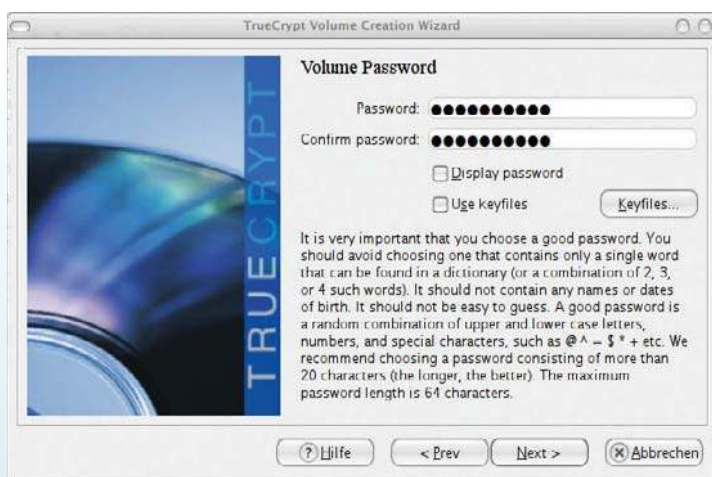 TrueCrypt Volume Creation Wizard
TRUECRYPT
Volume Password
Password: ●●●●●●●●●●
Confirm password: ●●●●●●●●●●
Display password
Use keyfiles
Keyfiles...
It is very important that you choose a good password. You
should avoid choosing one that contains only a single word
that can be found in a dictionary (or a combination of 2, 3,
or 4 such words). It should not contain any names or dates
of birth. It should not be easy to guess. A good password is
a random combination of upper and lower case letters,
numbers, and special characters, such as @ ^ = $ * + etc. We
recommend choosing a password consisting of more than
20 characters (the longer, the better). The maximum
password length is 64 characters.
Hilfe < Prev Next > Abbrechen